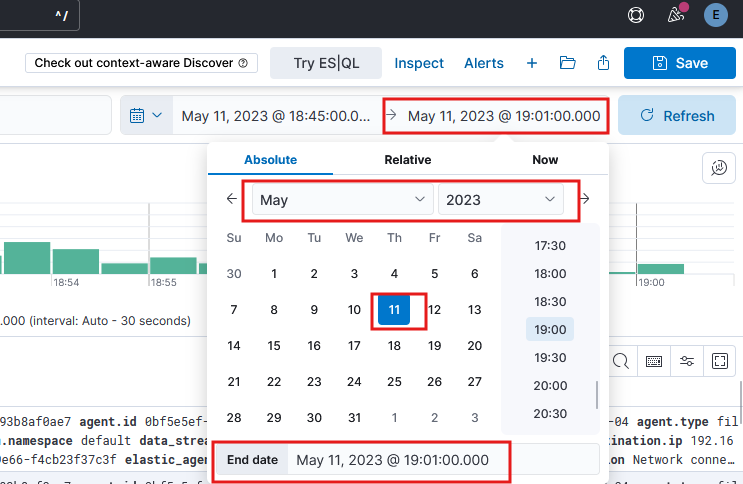 ^/
E
Check out context-aware Discover
Try ES|QL
Inspect
Alerts
Save
May 11, 2023 @ 18:45:00.0...
May 11, 2023 @ 19:01:00.000
Refresh
Absolute Relative Now
May 2023
Su Mo Tu We Th Fr Sa
30 1 2 3 4 5 6
7 8 9 10 11 12 13
14 15 16 17 18 19 20
21 22 23 24 25 26 27
28 29 30 31 1 2 3
17:30
18:00
18:30
19:00
19:30
20:00
20:30
End date May 11, 2023 @ 19:01:00.000
18:54 18:55 19:00
.000 (interval: Auto - 30 seconds)
93b8af0ae7 agent.id 0bf5e5ef- -04 agent.type fil
.namespace default data_strea tination.ip 192.16
e66-f4cb23f37c3f elastic_agen on Network conne...